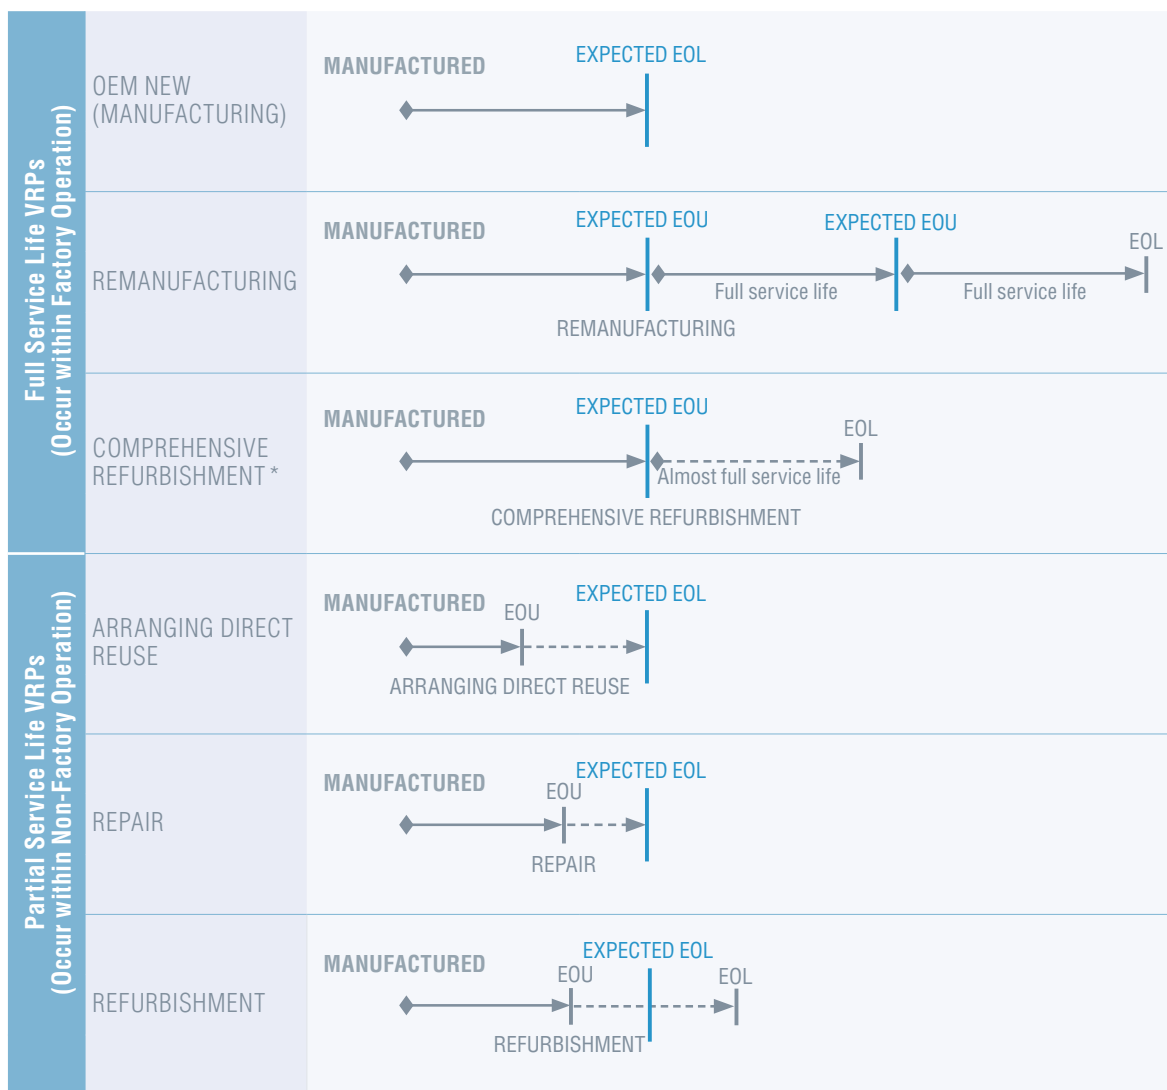 Full Service Life VRPs
(Occur within Factory Operation)
OEM NEW
(MANUFACTURING)
MANUFACTURED
EXPECTED EOL
REMANUFACTURING
MANUFACTURED
EXPECTED EOU
EXPECTED EOU
EOL
Full service life
Full service life
REMANUFACTURING
COMPREHENSIVE
REFURBISHMENT *
MANUFACTURED
EXPECTED EOU
EOL
Almost full service life
COMPREHENSIVE REFURBISHMENT
Partial Service Life VRPs
(Occur within Non-Factory Operation)
ARRANGING DIRECT
REUSE
MANUFACTURED
EOU
EXPECTED EOL
ARRANGING DIRECT REUSE
REPAIR
MANUFACTURED
EOU
EXPECTED EOL
REPAIR
REFURBISHMENT
MANUFACTURED
EOU
EXPECTED EOL
EOL
REFURBISHMENT